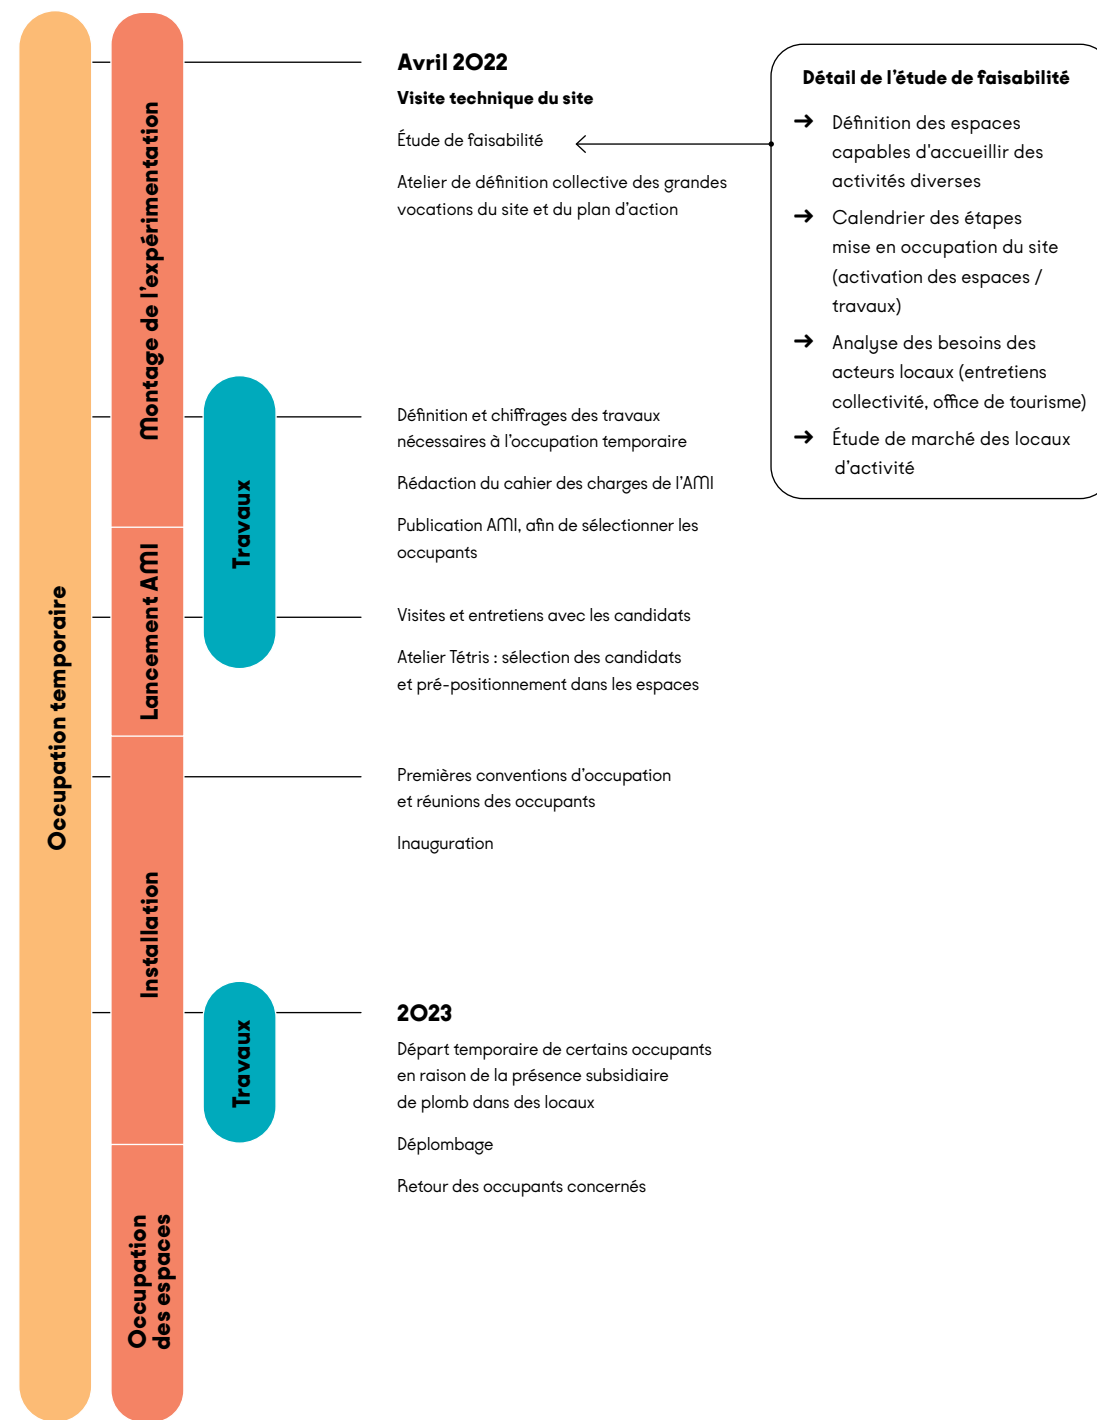 Occupation temporaire
Montage de l'expérimentation
Lancement AMI
Installation
Occupation
des espaces
Travaux
Travaux
Avril 2022
Visite technique du site
Étude de faisabilité
Atelier de définition collective des grandes
vocations du site et du plan d'action
Définition et chiffrages des travaux
nécessaires à l'occupation temporaire
Rédaction du cahier des charges de l'AMI
Publication AMI, afin de sélectionner les
occupants
Visites et entretiens avec les candidats
Atelier Tétris : sélection des candidats
et pré-positionnement dans les espaces
Premières conventions d'occupation
et réunions des occupants
Inauguration
2023
Départ temporaire de certains occupants
en raison de la présence subsidiaire
de plomb dans des locaux
Déplombage
Retour des occupants concernés
Détail de l'étude de faisabilité
→ Définition des espaces
capables d'accueillir des
activités diverses
→ Calendrier des étapes
mise en occupation du site
(activation des espaces /
travaux)
→ Analyse des besoins des
acteurs locaux (entretiens
collectivité, office de tourisme)
→ Étude de marché des locaux
d'activité